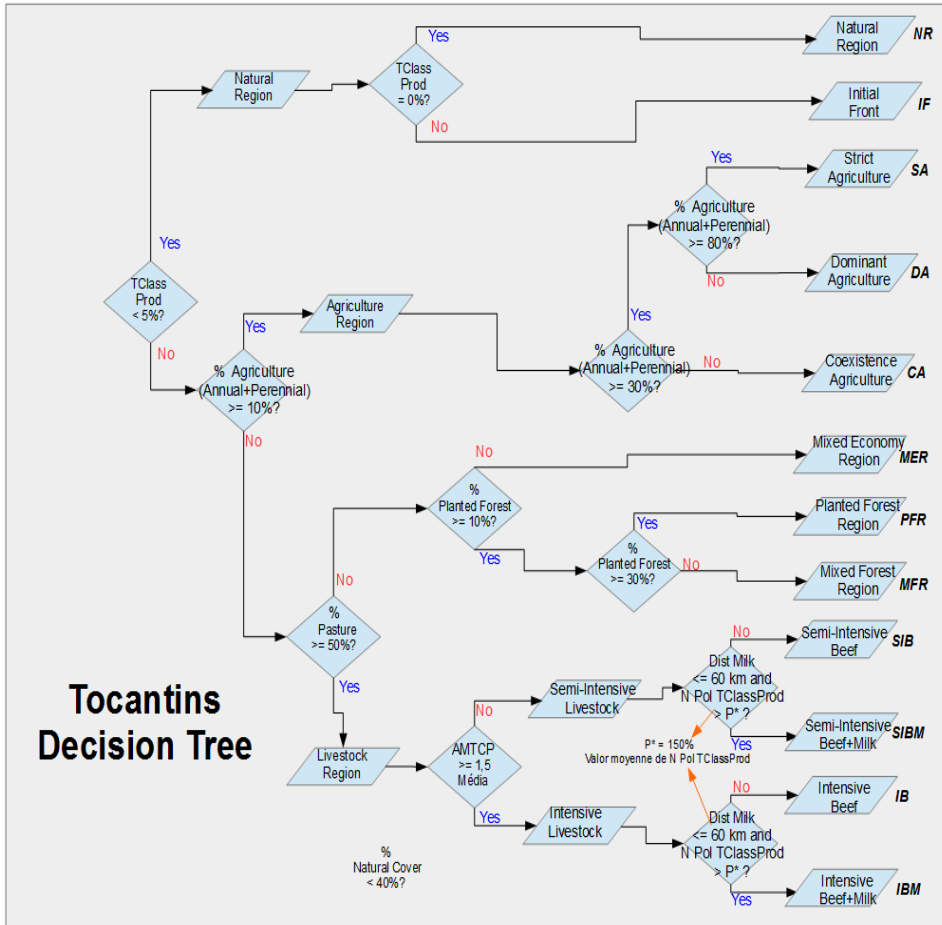 Yes
Natural
Region
NR
Natural
Region
TClass
Prod
= 0%?
No
Initial
Front
IF
Yes
Strict
Agriculture
SA
% Agriculture
(Annual+Perennial)
>= 80%?
Yes
TClass
Prod
< 5%?
No
Dominant
Agriculture
DA
Agriculture
Region
Yes
Yes
No
% Agriculture
(Annual+Perennial)
>= 10%?
% Agriculture
(Annual+Perennial)
>= 30%?
No
Coexistence
Agriculture
CA
No
No
Mixed Economy
Region
MER
%
Planted Forest
>= 10%?
Yes
Yes
Planted Forest
Region
PFR
%
Planted Forest
>= 30%?
No
Mixed Forest
Region
MFR
No
%
Pasture
>= 50%?
Yes
No
Semi-Intensive
Beef
SIB
Dist Milk
<= 60 km and
N Pol TClassProd
> P* ?
Semi-Intensive
Livestock
No
Yes
Semi-Intensive
Beef+Milk
SIBM
Tocantins
Decision Tree
Livestock
Region
AMTCP
>= 1,5
Média
P* = 150%
Valor moyenne de N Pol TClassProd
Yes
No
Intensive
Beef
IB
Intensive
Livestock
Dist Milk
<= 60 km and
N Pol TClassProd
> P* ?
Yes
Intensive
Beef+Milk
IBM
%
Natural Cover
< 40%?